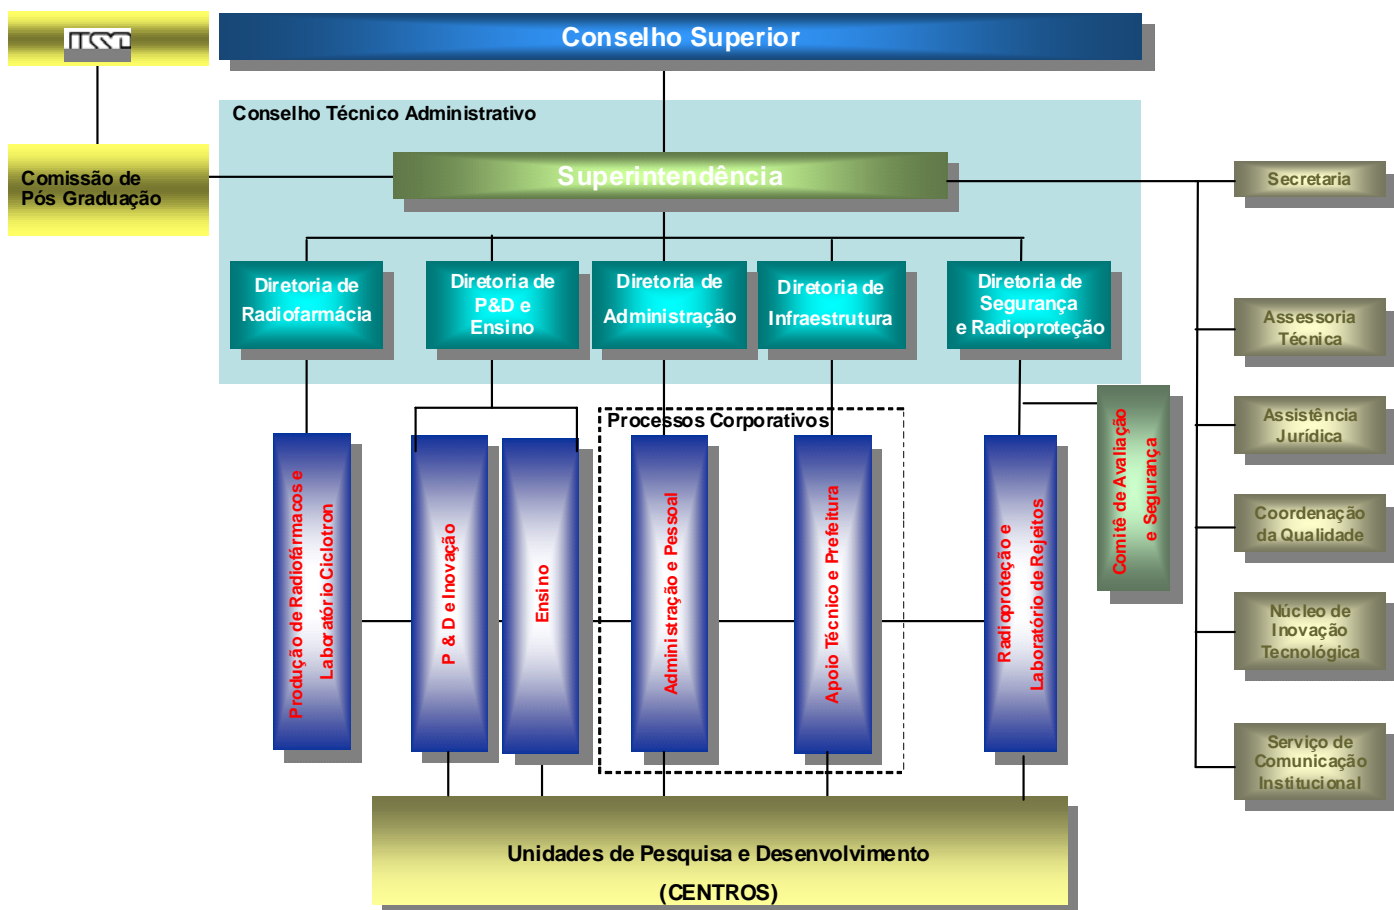 Conselho Superior
Conselho Técnico Administrativo
Comissão de
Pós Graduação
Superintendência
Secretaria
Diretoria de
Radiofarmácia
Diretoria de
P&D e
Ensino
Diretoria de
Administração
Diretoria de
Infraestrutura
Diretoria de
Segurança
e Radioproteção
Assessoria
Técnica
Assistência
Jurídica
Coordenação
da Qualidade
Núcleo de
Inovação
Tecnológica
Serviço de
Comunicação
Institucional
Processos Corporativos
Produção de Radiofármacos e
Laboratório Ciclotron
P & D e Inovação
Ensino
Administração e Pessoal
Apoio Técnico e Prefeitura
Radioproteção e
Laboratório de Rejeitos
Comitê de Avaliação
e Segurança
Unidades de Pesquisa e Desenvolvimento
(CENTROS)